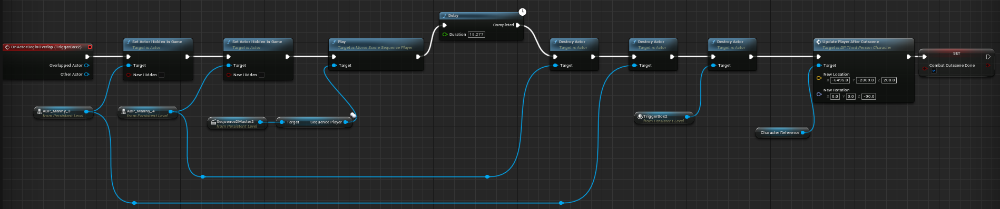 OnActorBeginOverlap (TriggerBox2)
Overlapped Actor
Other Actor
Set Actor Hidden In Game
Target is Actor
Target
New Hidden
Set Actor Hidden In Game
Target is Actor
Target
New Hidden
Play
Target is Movie Scene Sequence Player
Target
Delay
Completed
Duration 15.277
Destroy Actor
Target is Actor
Target
Destroy Actor
Target is Actor
Target
Destroy Actor
Target is Actor
Target
Update Player After Cutscene
Target is BP Third Person Character
Target
New Location
X -6495.0 Y -2309.0 Z 200.0
New Rotation
X 0.0 Y 0.0 Z -90.0
SET
Combat Cutscene Done
ABP_Manny_3
from Persistent Level
ABP_Manny_4
from Persistent Level
Sequence2Master2
from Persistent Level
Target Sequence Player
TriggerBox2
from Persistent Level
Character Reference